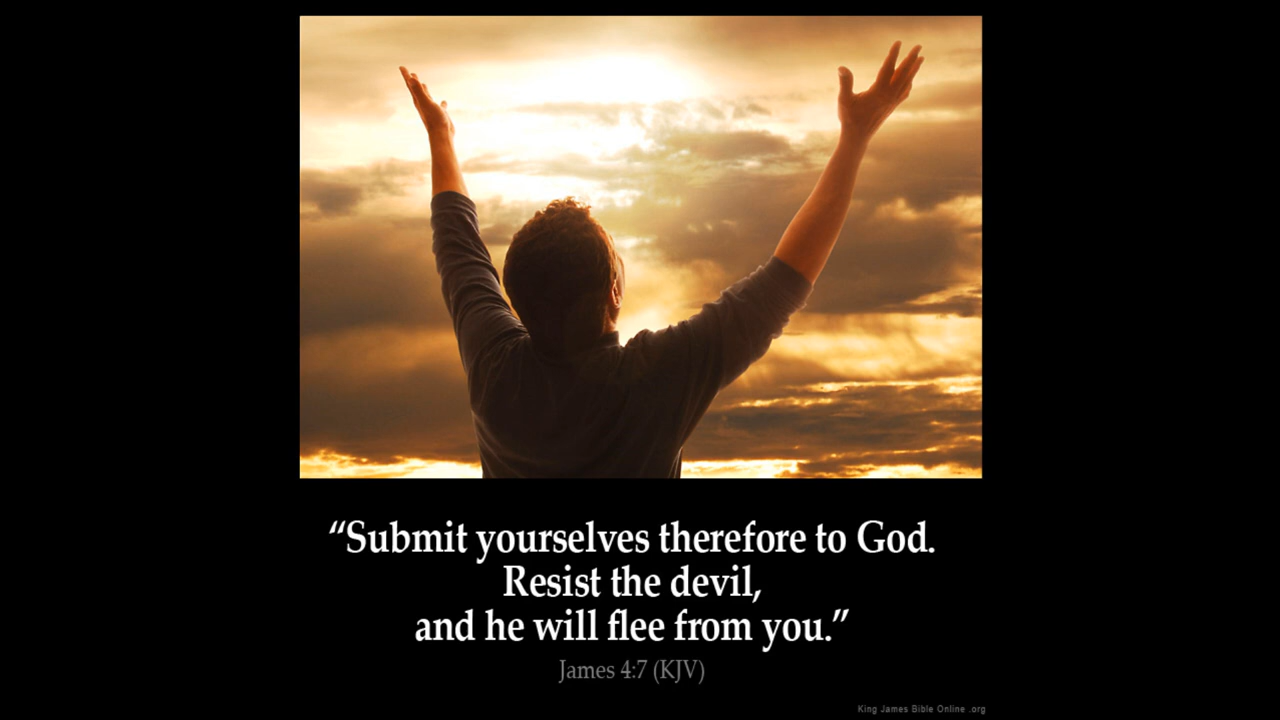 “Submit yourselves therefore to God.
Resist the devil,
and he will flee from you.”
James 4:7 (KJV)
King James Bible Online .org